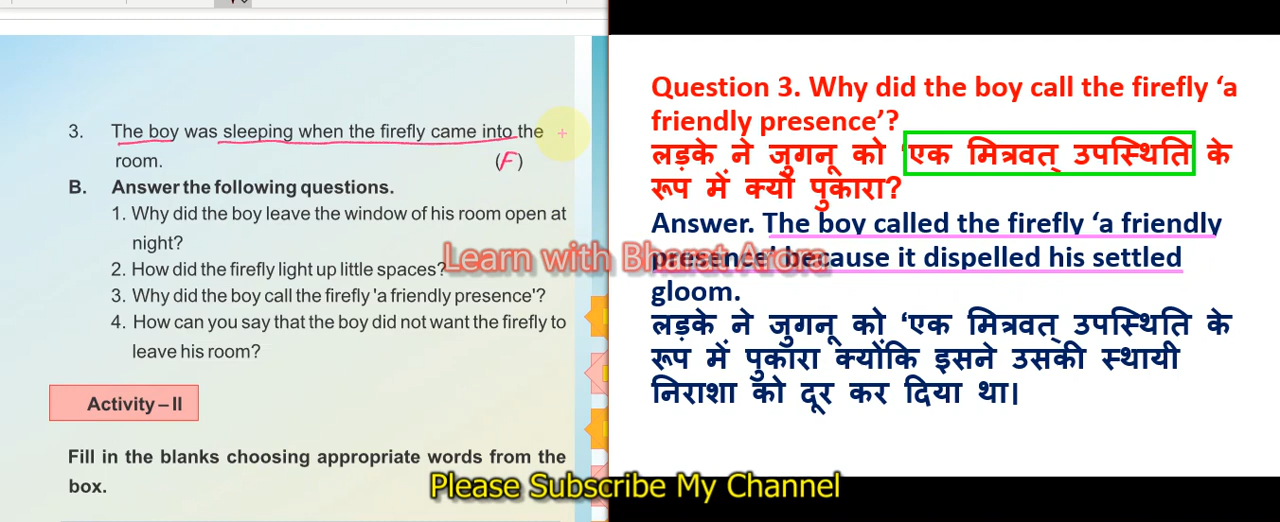 3. The boy was sleeping when the firefly came into the
room. (F)
B. Answer the following questions.
1. Why did the boy leave the window of his room open at
night?
2. How did the firefly light up little spaces?
3. Why did the boy call the firefly 'a friendly presence'?
4. How can you say that the boy did not want the firefly to
leave his room?
Activity – II
Fill in the blanks choosing appropriate words from the
box.
Question 3. Why did the boy call the firefly ‘a
friendly presence’?
लड़के ने जुगनू को ‘एक मित्रवत् उपस्थिति के
रूप में क्यों पुकारा?
Answer. The boy called the firefly ‘a friendly
presence’ because it dispelled his settled
gloom.
लड़के ने जुगनू को ‘एक मित्रवत् उपस्थिति के
रूप में पुकारा क्योंकि इसने उसकी स्थायी
निराशा को दूर कर दिया था।
Learn with Bharat Arora
Please Subscribe My Channel